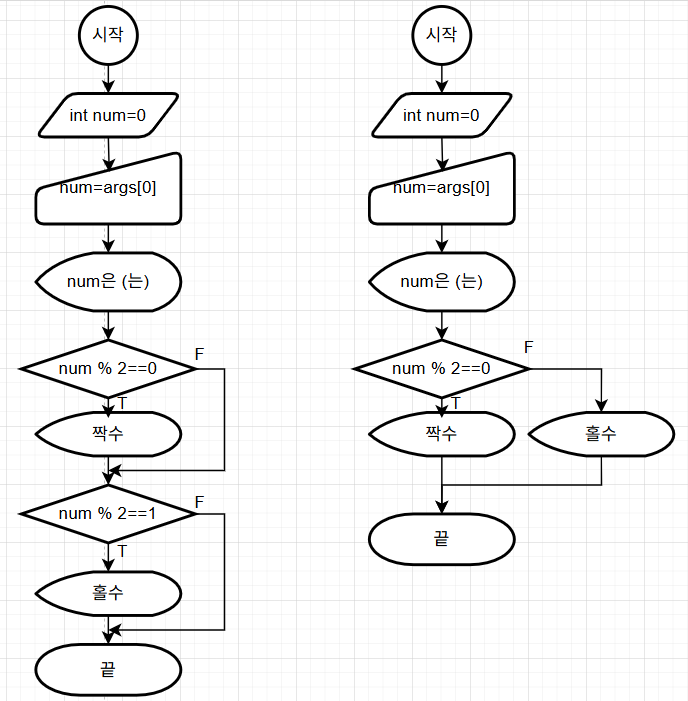 시작
int num=0
num=args[0]
num은 (는)
num % 2==0
F
T
짝수
num % 2==1
F
T
홀수
끝
시작
int num=0
num=args[0]
num은 (는)
num % 2==0
F
T
짝수
홀수
끝